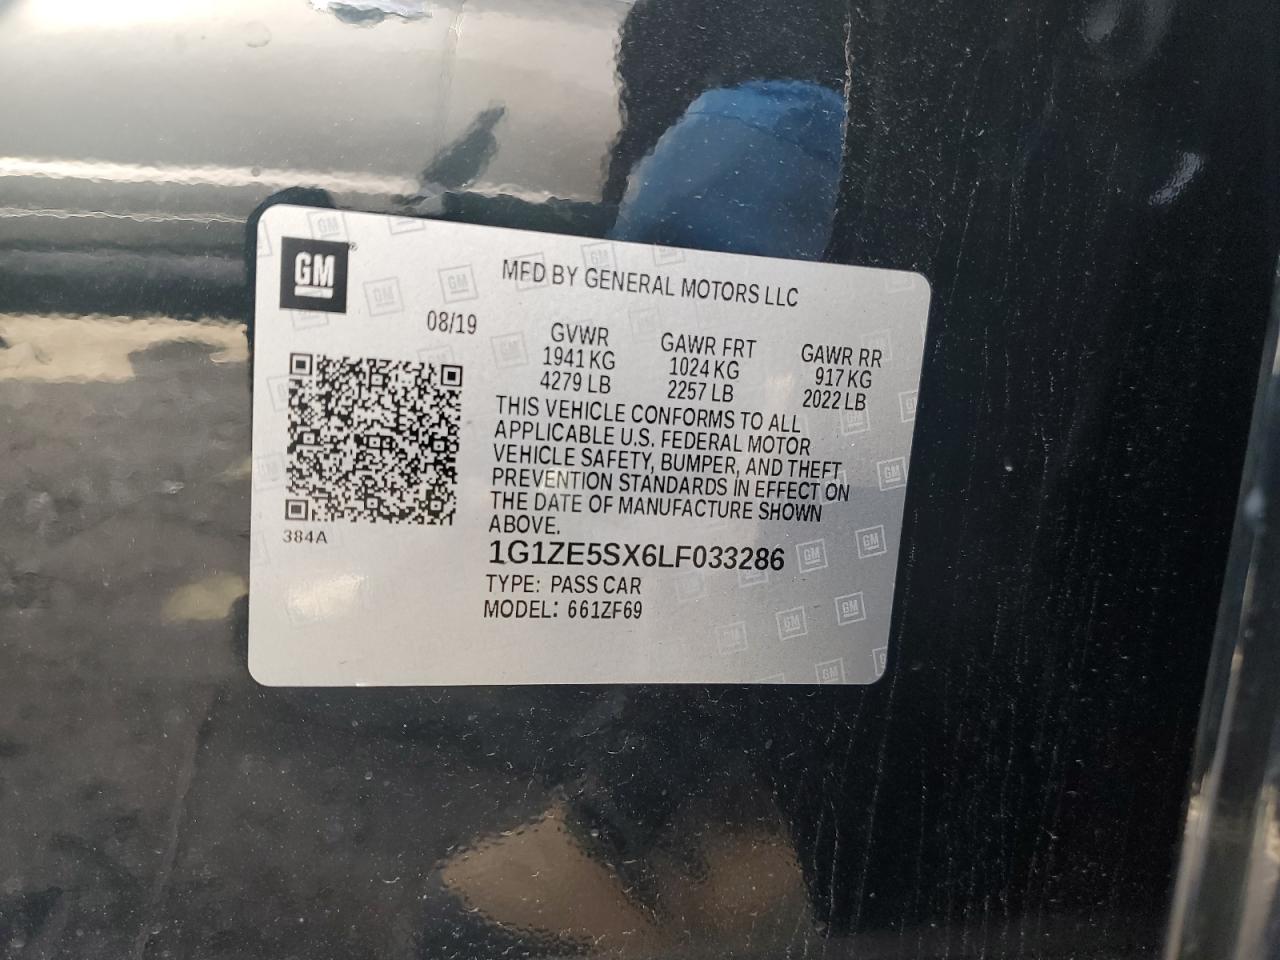 GM
MFD BY GENERAL MOTORS LLC
08/19
GVWR
1941 KG
4279 LB
GAWR FRT
1024 KG
2257 LB
GAWR RR
917 KG
2022 LB
THIS VEHICLE CONFORMS TO ALL
APPLICABLE U.S. FEDERAL MOTOR
VEHICLE SAFETY, BUMPER, AND THEFT
PREVENTION STANDARDS IN EFFECT ON
THE DATE OF MANUFACTURE SHOWN
ABOVE.
384A
1G1ZE5SX6LF033286
TYPE: PASS CAR
MODEL: 661ZF69